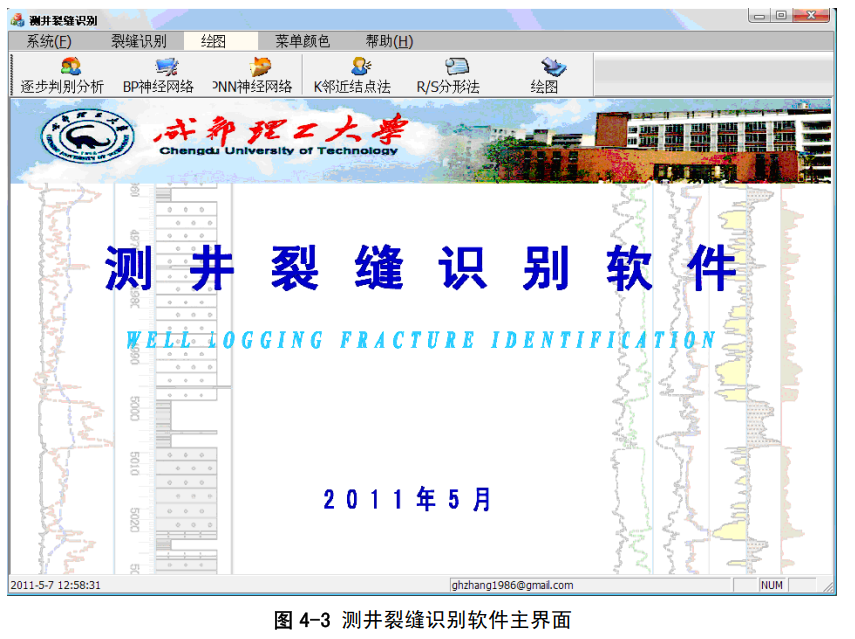 测井裂缝识别
系统(F) 裂缝识别 绘图 菜单颜色 帮助(H)
逐步判别分析 BP神经网络 PNN神经网络 K邻近结点法 R/S分形法 绘图
成都理工大学
Chengdu University of Technology
测井裂缝识别软件
WELL LOGGING FRACTURE IDENTIFICATION
5000
5010
5020
2011年5月
2011-5-7 12:58:31 ghzhang1986@gmail.com NUM
图 4-3 测井裂缝识别软件主界面